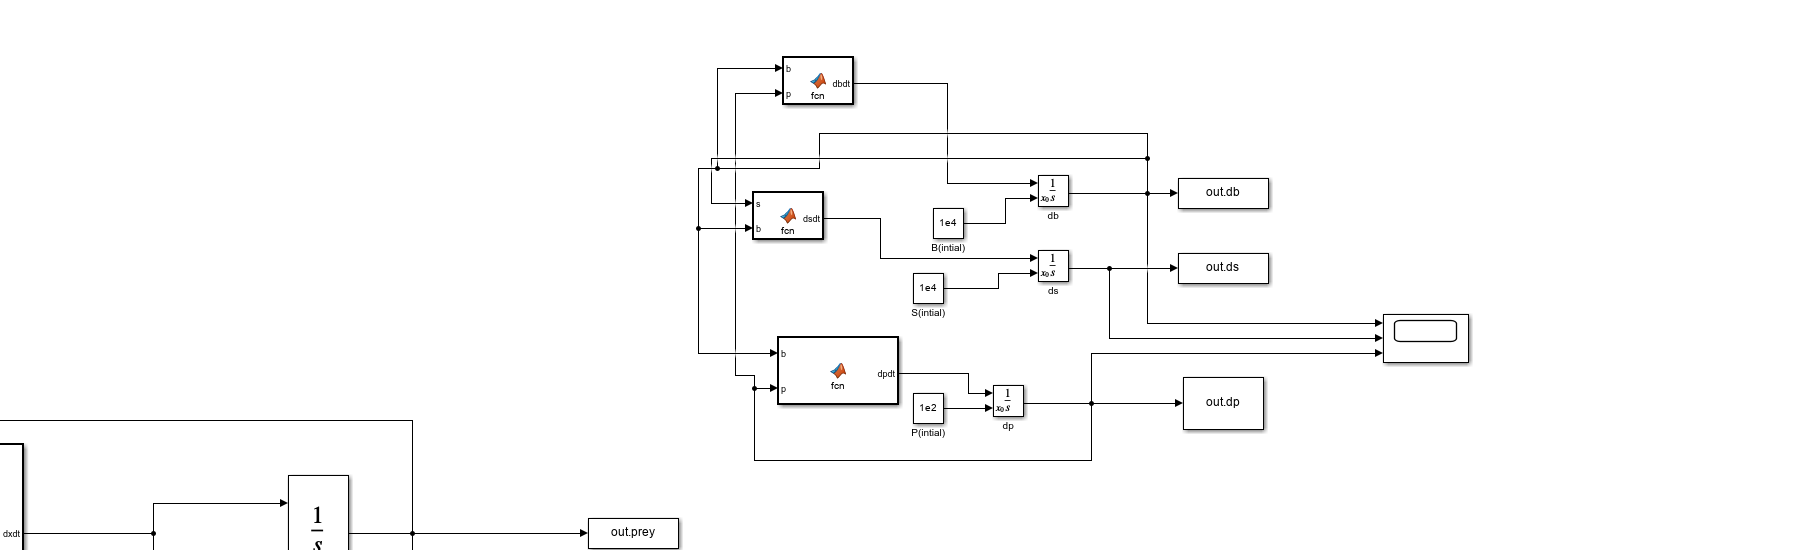 b
p
fcn
dbdt
s
b
fcn
dsdt
1e4
B(intial)
1
x₀ s
db
out.db
1e4
S(intial)
1
x₀ s
ds
out.ds
b
p
fcn
dpdt
1e2
P(intial)
1
x₀ s
dp
out.dp
dxdt
1
s
out.prey